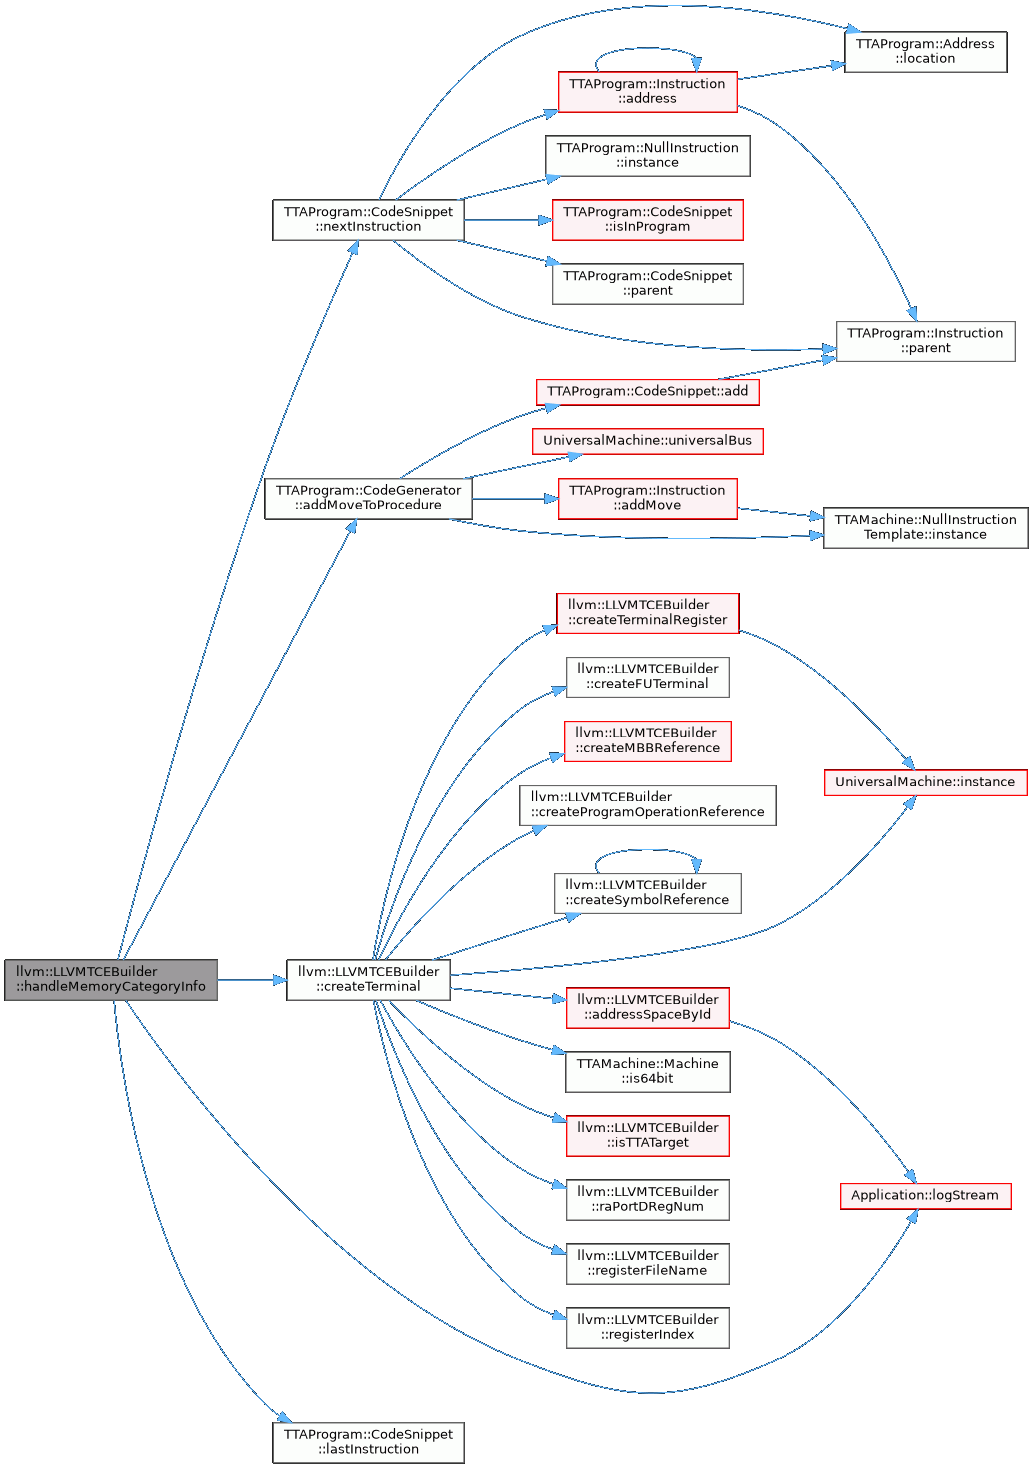 TTAProgram::Address
::location
TTAProgram::Instruction
::address
TTAProgram::NullInstruction
::instance
TTAProgram::CodeSnippet
::nextInstruction
TTAProgram::CodeSnippet
::isInProgram
TTAProgram::CodeSnippet
::parent
TTAProgram::Instruction
::parent
TTAProgram::CodeSnippet::add
UniversalMachine::universalBus
TTAProgram::CodeGenerator
::addMoveToProcedure
TTAProgram::Instruction
::addMove
TTAMachine::NullInstruction
Template::instance
llvm::LLVMTCEBuilder
::createTerminalRegister
llvm::LLVMTCEBuilder
::createFUTerminal
llvm::LLVMTCEBuilder
::createMBBReference
UniversalMachine::instance
llvm::LLVMTCEBuilder
::createProgramOperationReference
llvm::LLVMTCEBuilder
::createSymbolReference
llvm::LLVMTCEBuilder
::handleMemoryCategoryInfo
llvm::LLVMTCEBuilder
::createTerminal
llvm::LLVMTCEBuilder
::addressSpaceById
TTAMachine::Machine
::is64bit
llvm::LLVMTCEBuilder
::isTTATarget
llvm::LLVMTCEBuilder
::raPortDRegNum
Application::logStream
llvm::LLVMTCEBuilder
::registerFileName
llvm::LLVMTCEBuilder
::registerIndex
TTAProgram::CodeSnippet
::lastInstruction